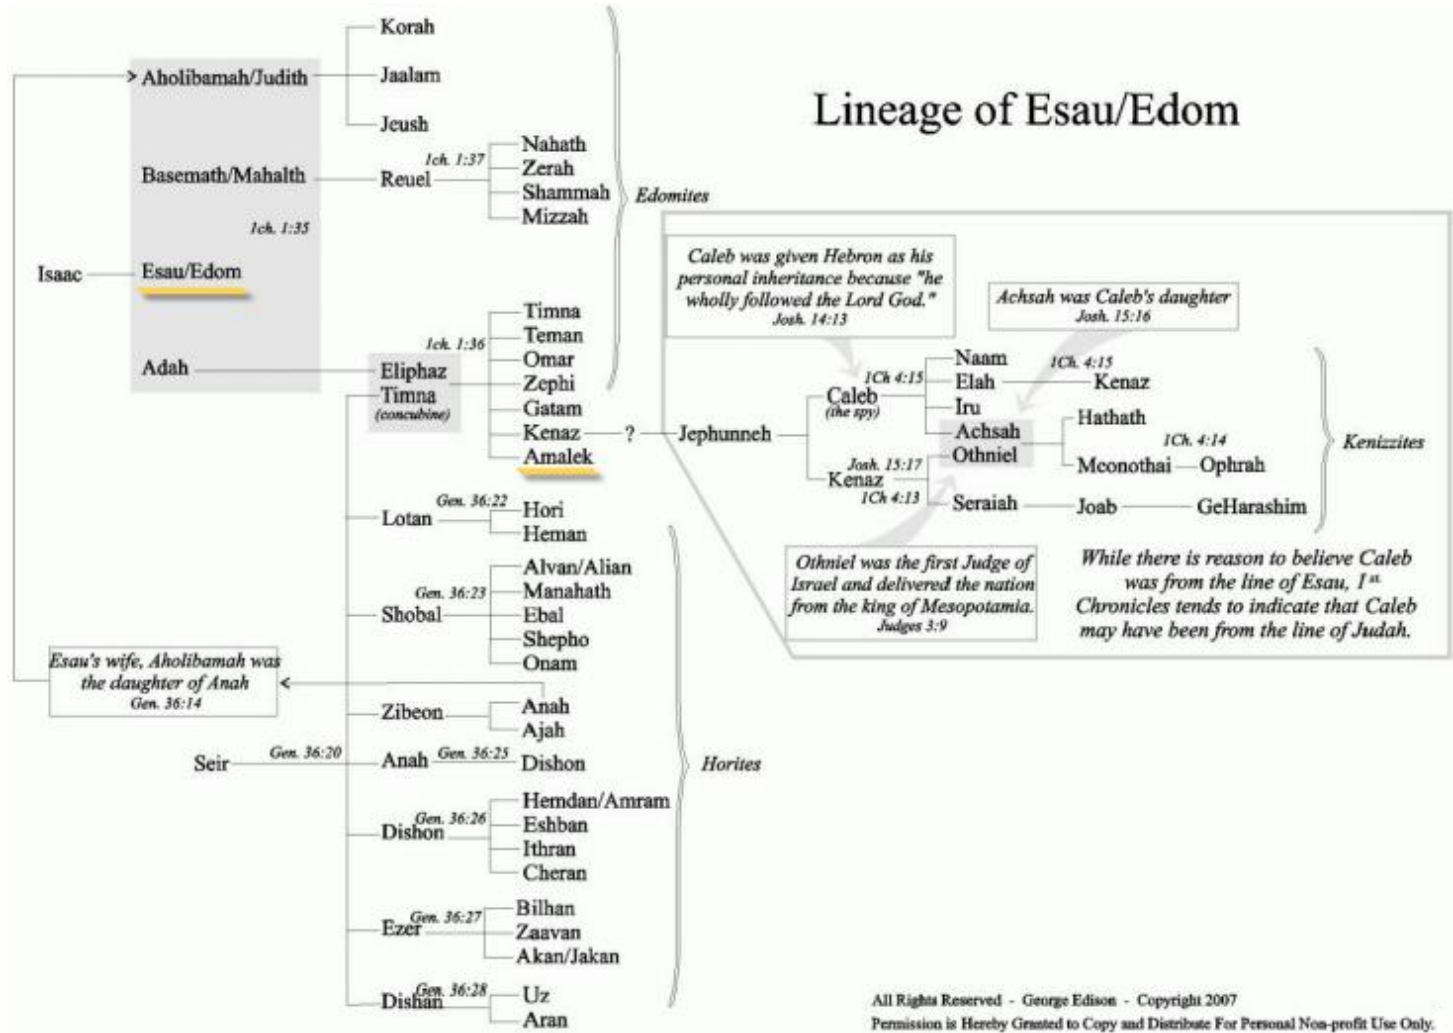 Lineage of Esau/Edom
Korah
Aholibamah/Judith
Jaalam
Jeush
Nahath
1ch. 1:37
Zerah
Basemath/Mahalth
Reuel
Shammah
Edomites
Mizzah
1ch. 1:35
Isaac
Esau/Edom
Timna
1ch. 1:36
Teman
Omar
Adah
Eliphaz
Zephi
Timna
(concubine)
Gatam
Kenaz
?
Amalek
Jephunneh
Caleb was given Hebron as his
personal inheritance because "he
wholly followed the Lord God."
Josh. 14:13
Achsah was Caleb's daughter
Josh. 15:16
Caleb
(the spy)
1Ch 4:15
Naam
Elah
1Ch. 4:15
Kenaz
Iru
Achsah
Othniel
Hathath
1Ch. 4:14
Meonothai
Ophrah
Kenizzites
Josh. 15:17
Kenaz
1Ch 4:13
Seraiah
Joab
GeHarashim
Othniel was the first Judge of
Israel and delivered the nation
from the king of Mesopotamia.
Judges 3:9
While there is reason to believe Caleb
was from the line of Esau, 1st.
Chronicles tends to indicate that Caleb
may have been from the line of Judah.
Gen. 36:22
Lotan
Hori
Heman
Alvan/Alian
Gen. 36:23
Manahath
Shobal
Ebal
Shepho
Onam
Esau's wife, Aholibamah was
the daughter of Anah
Gen. 36:14
Zibeon
Anah
Ajah
Seir
Gen. 36:20
Anah
Gen. 36:25
Dishon
Horites
Hemdan/Amram
Gen. 36:26
Dishon
Eshban
Ithran
Cheran
Bilhan
Gen. 36:27
Ezer
Zaavan
Akan/Jakan
Gen. 36:28
Dishan
Uz
Aran
All Rights Reserved - George Edison - Copyright 2007
Permission is Hereby Granted to Copy and Distribute For Personal Non-profit Use Only.